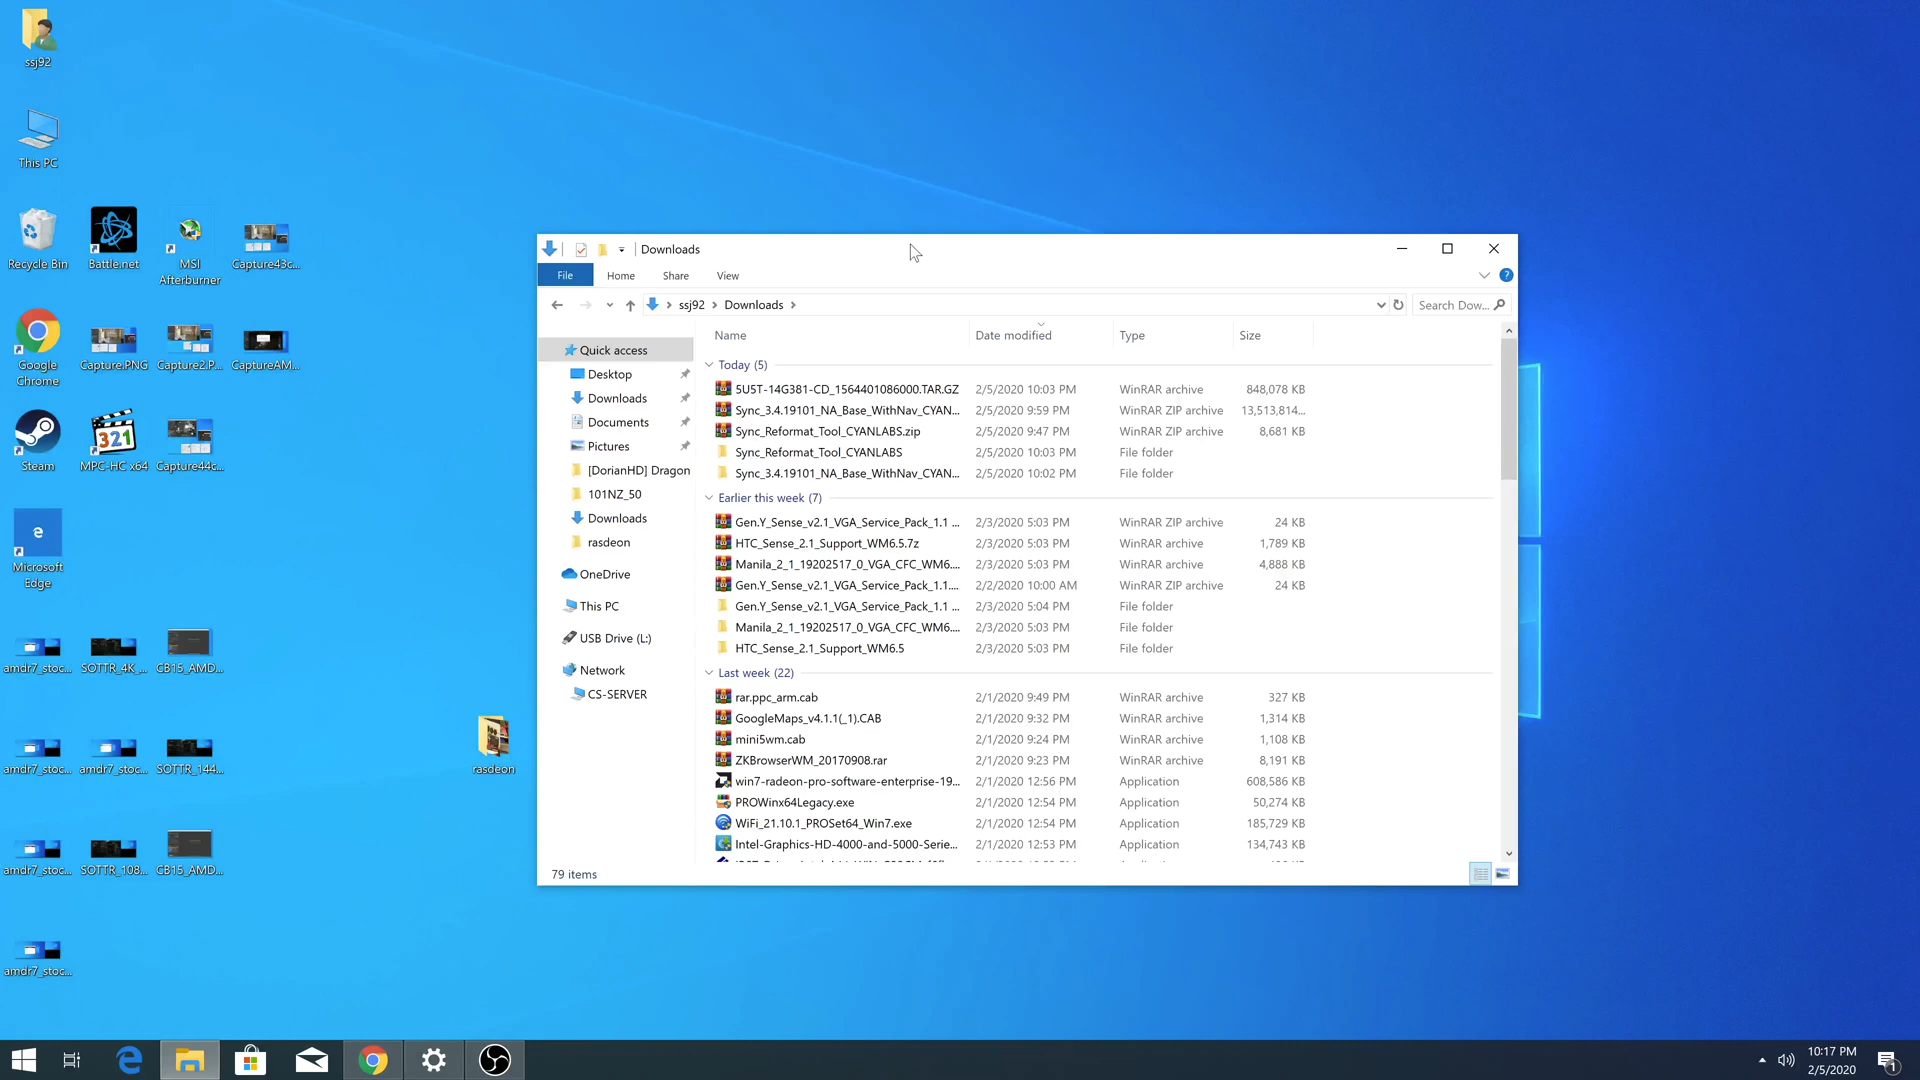 ssj92
This PC
Recycle Bin
Battle.net
MSI
Afterburner
Capture43c...
Google
Chrome
Capture.PNG
Capture2.P...
CaptureAM...
Steam
MPC-HC x64
Capture44c...
Microsoft
Edge
amdr7_stoc...
SOTTR_4K_...
CB15_AMD...
amdr7_stoc...
amdr7_stoc...
SOTTR_144...
amdr7_stoc...
SOTTR_108...
CB15_AMD...
amdr7_stoc...
rasdeon
Downloads
File Home Share View
ssj92 Downloads
Search Dow...
Quick access
Desktop
Downloads
Documents
Pictures
[DorianHD] Dragon
101NZ_50
Downloads
rasdeon
OneDrive
This PC
USB Drive (L:)
Network
CS-SERVER
Name Date modified Type Size
Today (5)
5U5T-14G381-CD_1564401086000.TAR.GZ 2/5/2020 10:03 PM WinRAR archive 848,078 KB
Sync_3.4.19101_NA_Base_WithNav_CYAN... 2/5/2020 9:59 PM WinRAR ZIP archive 13,513,814...
Sync_Reformat_Tool_CYANLABS.zip 2/5/2020 9:47 PM WinRAR ZIP archive 8,681 KB
Sync_Reformat_Tool_CYANLABS 2/5/2020 10:03 PM File folder
Sync_3.4.19101_NA_Base_WithNav_CYAN... 2/5/2020 10:02 PM File folder
Earlier this week (7)
Gen.Y_Sense_v2.1_VGA_Service_Pack_1.1 ... 2/3/2020 5:03 PM WinRAR ZIP archive 24 KB
HTC_Sense_2.1_Support_WM6.5.7z 2/3/2020 5:03 PM WinRAR archive 1,789 KB
Manila_2_1_19202517_0_VGA_CFC_WM6.... 2/3/2020 5:03 PM WinRAR archive 4,888 KB
Gen.Y_Sense_v2.1_VGA_Service_Pack_1.1.... 2/2/2020 10:00 AM WinRAR ZIP archive 24 KB
Gen.Y_Sense_v2.1_VGA_Service_Pack_1.1 ... 2/3/2020 5:04 PM File folder
Manila_2_1_19202517_0_VGA_CFC_WM6.... 2/3/2020 5:03 PM File folder
HTC_Sense_2.1_Support_WM6.5 2/3/2020 5:03 PM File folder
Last week (22)
rar.ppc_arm.cab 2/1/2020 9:49 PM WinRAR archive 327 KB
GoogleMaps_v4.1.1(_1).CAB 2/1/2020 9:32 PM WinRAR archive 1,314 KB
mini5wm.cab 2/1/2020 9:24 PM WinRAR archive 1,108 KB
ZKBrowserWM_20170908.rar 2/1/2020 9:23 PM WinRAR archive 8,191 KB
win7-radeon-pro-software-enterprise-19... 2/1/2020 12:56 PM Application 608,586 KB
PROWinx64Legacy.exe 2/1/2020 12:54 PM Application 50,274 KB
WiFi_21.10.1_PROSet64_Win7.exe 2/1/2020 12:54 PM Application 185,729 KB
Intel-Graphics-HD-4000-and-5000-Serie... 2/1/2020 12:53 PM Application 134,743 KB
79 items
10:17 PM
2/5/2020
1